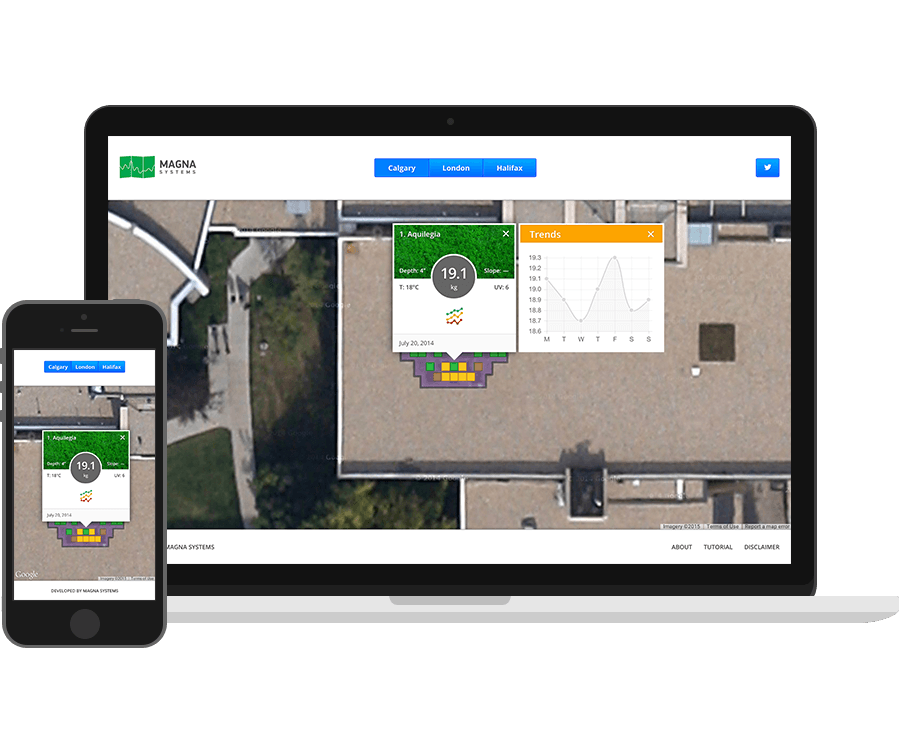 MAGNA
SYSTEMS
Calgary London Halifax
1. Aquilegia
Depth: 4" Slope: —
19.1
kg
T: 18°C UV: 6
July 20, 2014
Trends
19.3
19.2
19.1
19.0
18.9
18.8
18.7
18.6
M T W T F S S
Imagery ©2015 Terms of Use Report a map error
MAGNA SYSTEMS
ABOUT TUTORIAL DISCLAIMER
Calgary London Halifax
1. Aquilegia
Depth: 4" Slope: —
19.1
kg
T: 18°C UV: 6
July 20, 2014
Google
DEVELOPED BY MAGNA SYSTEMS